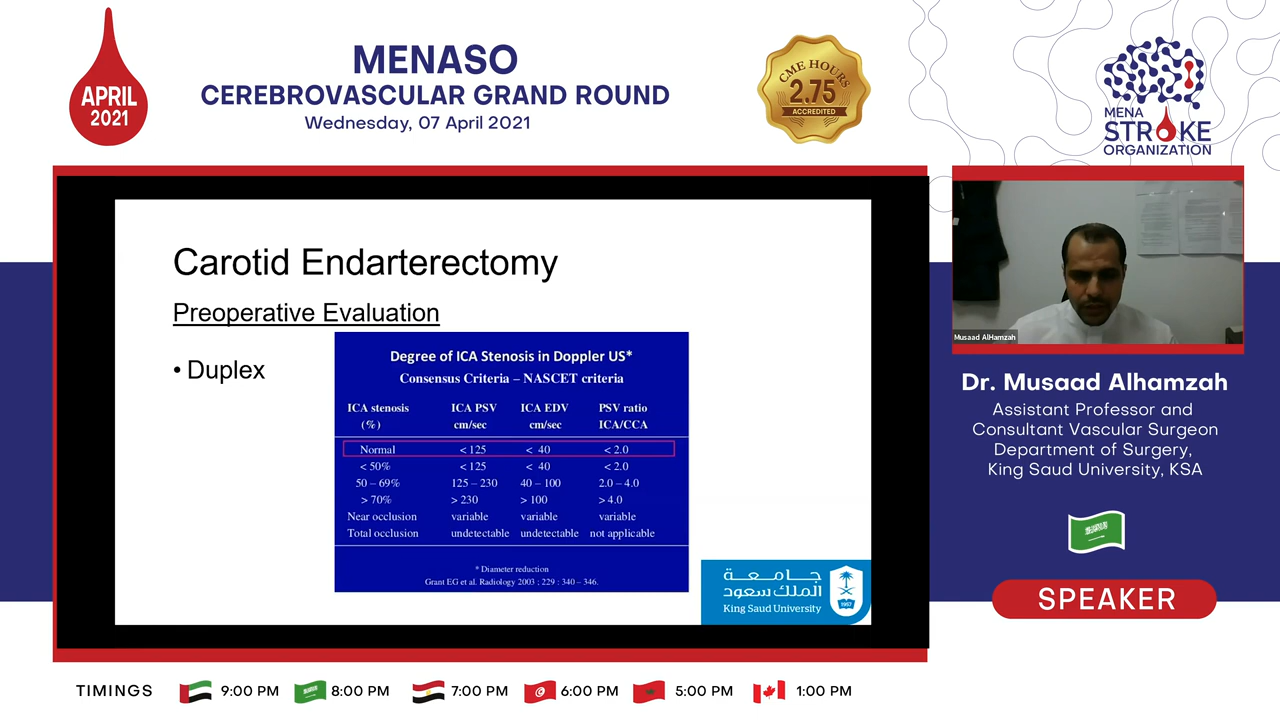 APRIL
2021
MENASO
CEREBROVASCULAR GRAND ROUND
Wednesday, 07 April 2021
CME HOURS
2.75
ACCREDITED
MENA
STROKE
ORGANIZATION
Carotid Endarterectomy
Preoperative Evaluation
• Duplex
Degree of ICA Stenosis in Doppler US*
Consensus Criteria – NASCET criteria
ICA stenosis ICA PSV ICA EDV PSV ratio
(%) cm/sec cm/sec ICA/CCA
Normal < 125 < 40 < 2.0
< 50% < 125 < 40 < 2.0
50 – 69% 125 – 230 40 – 100 2.0 – 4.0
> 70% > 230 > 100 > 4.0
Near occlusion variable variable variable
Total occlusion undetectable undetectable not applicable
* Diameter reduction
Grant EG et al. Radiology 2003 ; 229 : 340 – 346.
جامعة
الملك سعود
King Saud University
1957
Musaad AlHamzah
Dr. Musaad Alhamzah
Assistant Professor and
Consultant Vascular Surgeon
Department of Surgery,
King Saud University, KSA
SPEAKER
TIMINGS 9:00 PM 8:00 PM 7:00 PM 6:00 PM 5:00 PM 1:00 PM